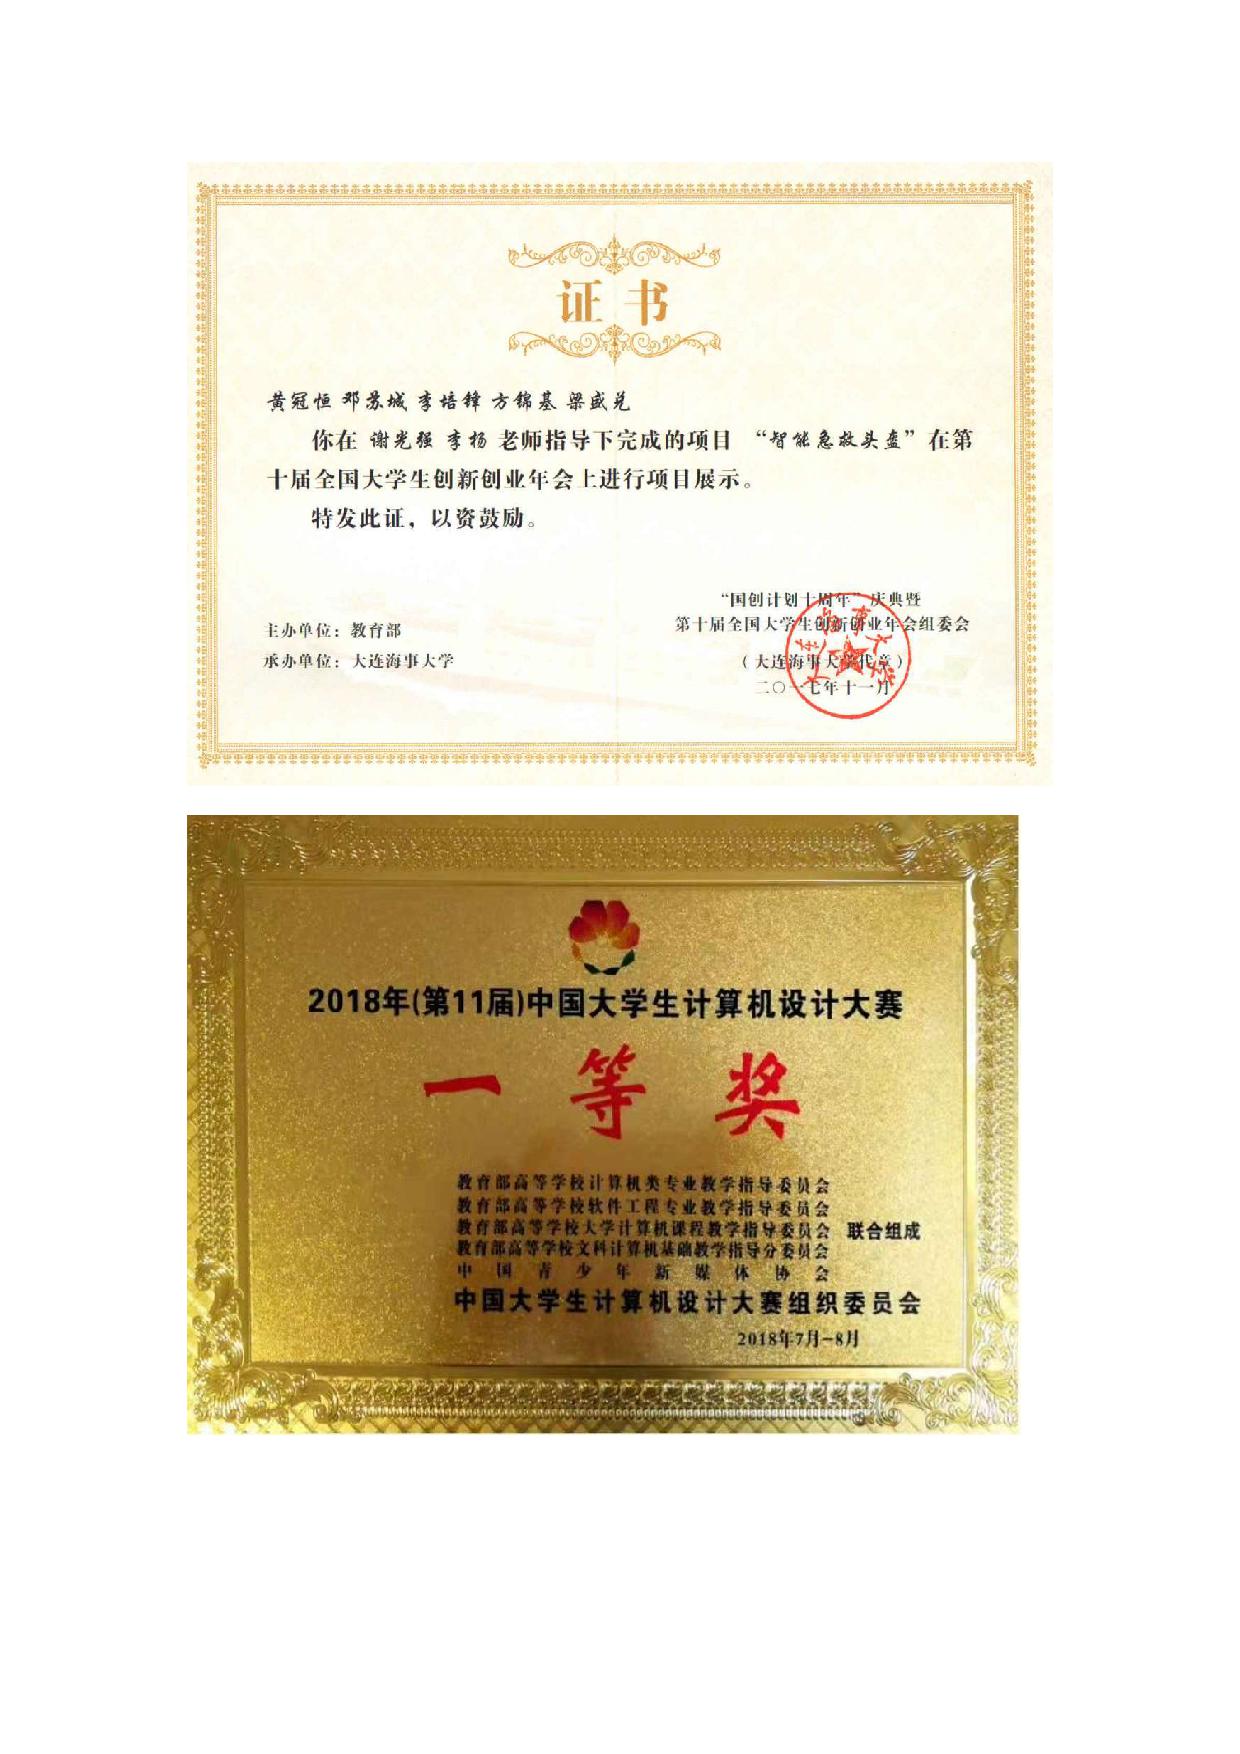 证书
黄冠恒 邓苏城 李培锋 方锦基 梁盛兑
你在 谢光强 李杨 老师指导下完成的项目 “智能急救头盔”在第
十届全国大学生创新创业年会上进行项目展示。
特发此证，以资鼓励。
“国创计划十周年”庆典暨
第十届全国大学生创新创业年会组委会
主办单位：教育部
承办单位：大连海事大学
（大连海事大学代章）
二〇一七年十一月
大连海事大学
2018年(第11届)中国大学生计算机设计大赛
一等奖
教育部高等学校计算机类专业教学指导委员会
教育部高等学校软件工程专业教学指导委员会
教育部高等学校大学计算机课程教学指导委员会 联合组成
教育部高等学校文科计算机基础教学指导分委员会
中国青少年新媒体协会
中国大学生计算机设计大赛组织委员会
2018年7月-8月